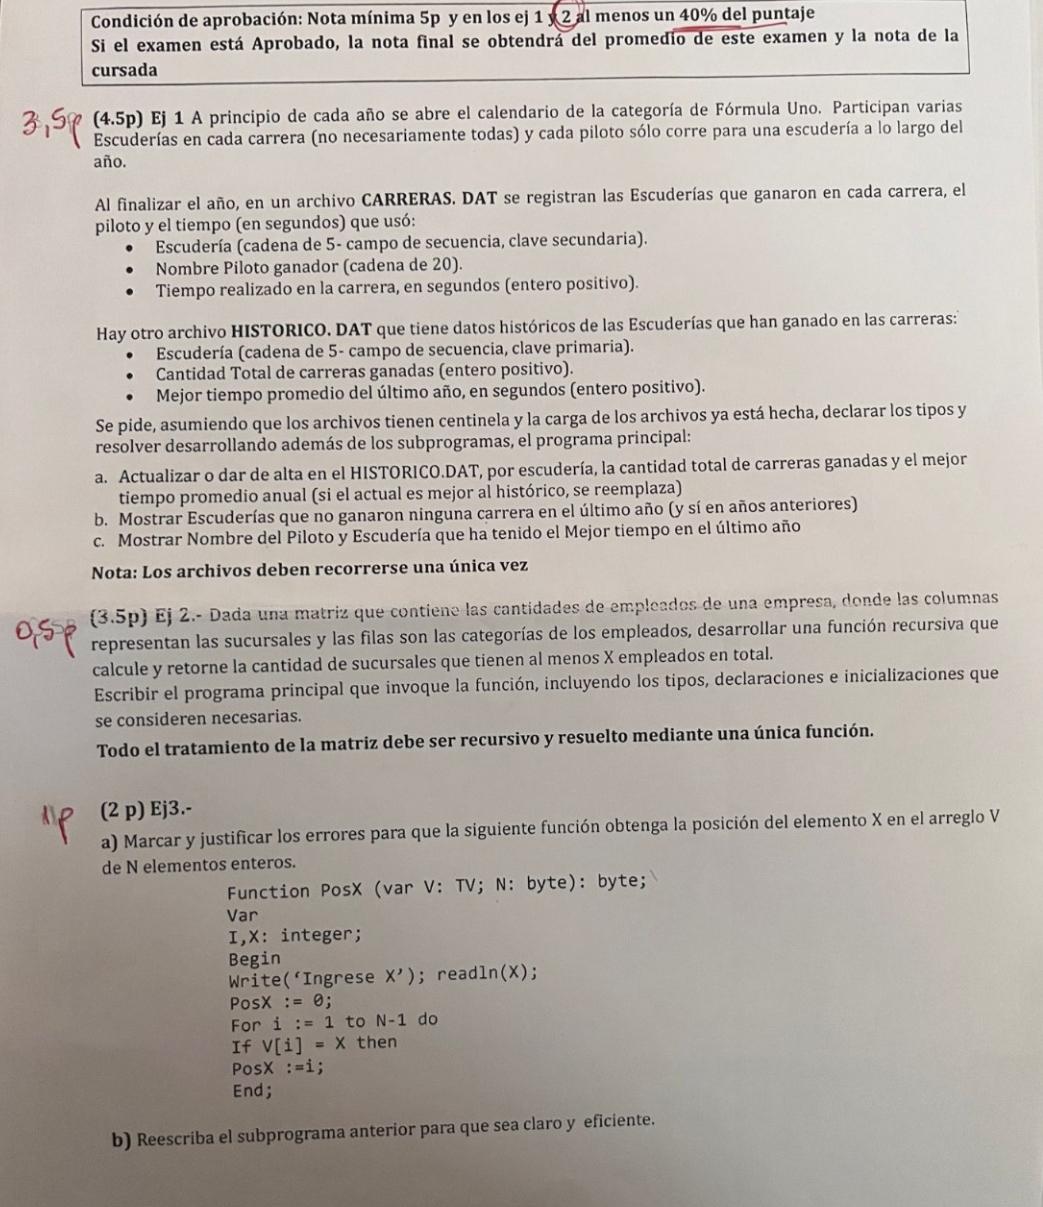 Condición de aprobación: Nota mínima 5p y en los ej 1 y 2 al menos un 40% del puntaje
Si el examen está Aprobado, la nota final se obtendrá del promedio de este examen y la nota de la
cursada
3,5p
(4.5p) Ej 1 A principio de cada año se abre el calendario de la categoría de Fórmula Uno. Participan varias
Escuderías en cada carrera (no necesariamente todas) y cada piloto sólo corre para una escudería a lo largo del
año.
Al finalizar el año, en un archivo CARRERAS. DAT se registran las Escuderías que ganaron en cada carrera, el
piloto y el tiempo (en segundos) que usó:
• Escudería (cadena de 5- campo de secuencia, clave secundaria).
• Nombre Piloto ganador (cadena de 20).
• Tiempo realizado en la carrera, en segundos (entero positivo).
Hay otro archivo HISTORICO. DAT que tiene datos históricos de las Escuderías que han ganado en las carreras:
• Escudería (cadena de 5- campo de secuencia, clave primaria).
• Cantidad Total de carreras ganadas (entero positivo).
• Mejor tiempo promedio del último año, en segundos (entero positivo).
Se pide, asumiendo que los archivos tienen centinela y la carga de los archivos ya está hecha, declarar los tipos y
resolver desarrollando además de los subprogramas, el programa principal:
a. Actualizar o dar de alta en el HISTORICO.DAT, por escudería, la cantidad total de carreras ganadas y el mejor
tiempo promedio anual (si el actual es mejor al histórico, se reemplaza)
b. Mostrar Escuderías que no ganaron ninguna carrera en el último año (y sí en años anteriores)
c. Mostrar Nombre del Piloto y Escudería que ha tenido el Mejor tiempo en el último año
Nota: Los archivos deben recorrerse una única vez
0,5p
(3.5p) Ej 2.- Dada una matriz que contiene las cantidades de empleados de una empresa, donde las columnas
representan las sucursales y las filas son las categorías de los empleados, desarrollar una función recursiva que
calcule y retorne la cantidad de sucursales que tienen al menos X empleados en total.
Escribir el programa principal que invoque la función, incluyendo los tipos, declaraciones e inicializaciones que
se consideren necesarias.
Todo el tratamiento de la matriz debe ser recursivo y resuelto mediante una única función.
1p
(2 p) Ej3.-
a) Marcar y justificar los errores para que la siguiente función obtenga la posición del elemento X en el arreglo V
de N elementos enteros.
Function PosX (var V: TV; N: byte): byte;
Var
I,X: integer;
Begin
Write(‘Ingrese X’); readln(X);
PosX := 0;
For i := 1 to N-1 do
If V[i] = X then
PosX :=i;
End;
b) Reescriba el subprograma anterior para que sea claro y eficiente.